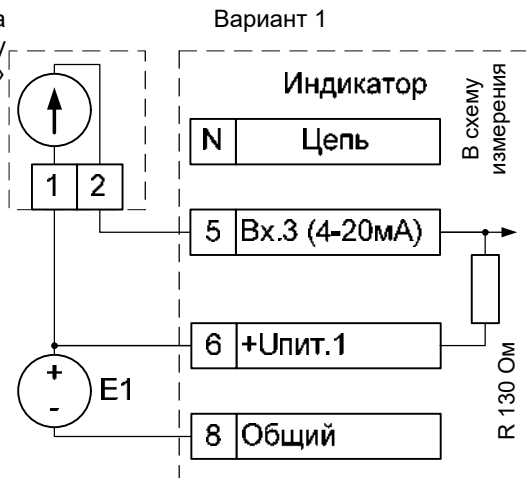 Вариант 1
Индикатор
N Цепь
В схему
измерения
1 2
5 Вх.3 (4-20мА)
6 +Uпит.1
R 130 Ом
+
-
E1
8 Общий